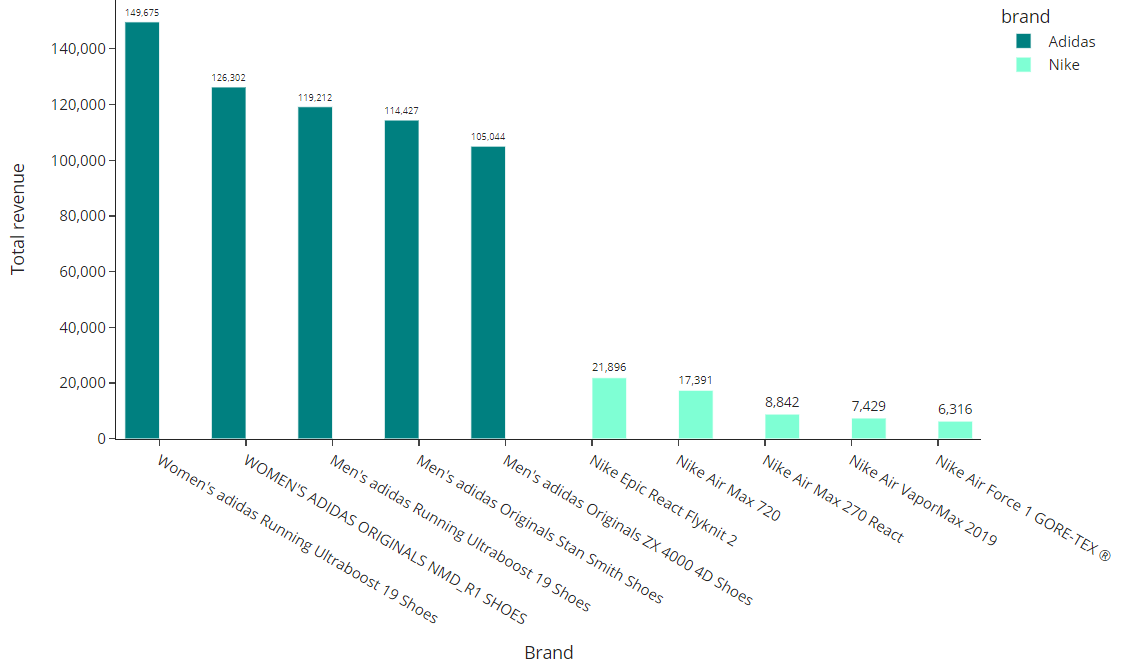 149,675
126,302
119,212
114,427
105,044
21,896
17,391
8,842
7,429
6,316
140,000
120,000
100,000
80,000
60,000
40,000
20,000
0
Total revenue
Women's adidas Running Ultraboost 19 Shoes
WOMEN'S ADIDAS ORIGINALS NMD_R1 SHOES
Men's adidas Running Ultraboost 19 Shoes
Men's adidas Originals Stan Smith Shoes
Men's adidas Originals ZX 4000 4D Shoes
Nike Epic React Flyknit 2
Nike Air Max 720
Nike Air Max 270 React
Nike Air VaporMax 2019
Nike Air Force 1 GORE-TEX ®
Brand
brand
Adidas
Nike